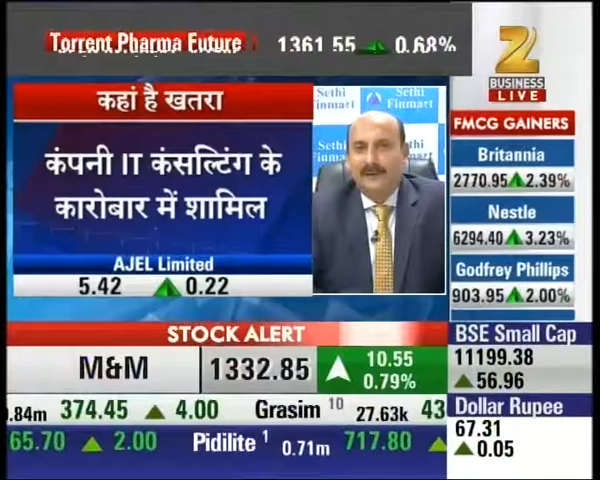 Torrent Pharma Future 1361.55 0.68%
Z
BUSINESS
LIVE
कहां है खतरा
कंपनी IT कंसल्टिंग के
कारोबार में शामिल
AJEL Limited
5.42 0.22
Sethi
Finmart
Sethi
Finmart
FMCG GAINERS
Britannia
2770.95 2.39%
Nestle
6294.40 3.23%
Godfrey Phillips
903.95 2.00%
STOCK ALERT
M&M 1332.85 10.55
0.79%
BSE Small Cap
11199.38
56.96
Dollar Rupee
67.31
0.05
.84m 374.45 4.00 Grasim 10 27.63k 43
65.70 2.00 Pidilite 1 0.71m 717.80